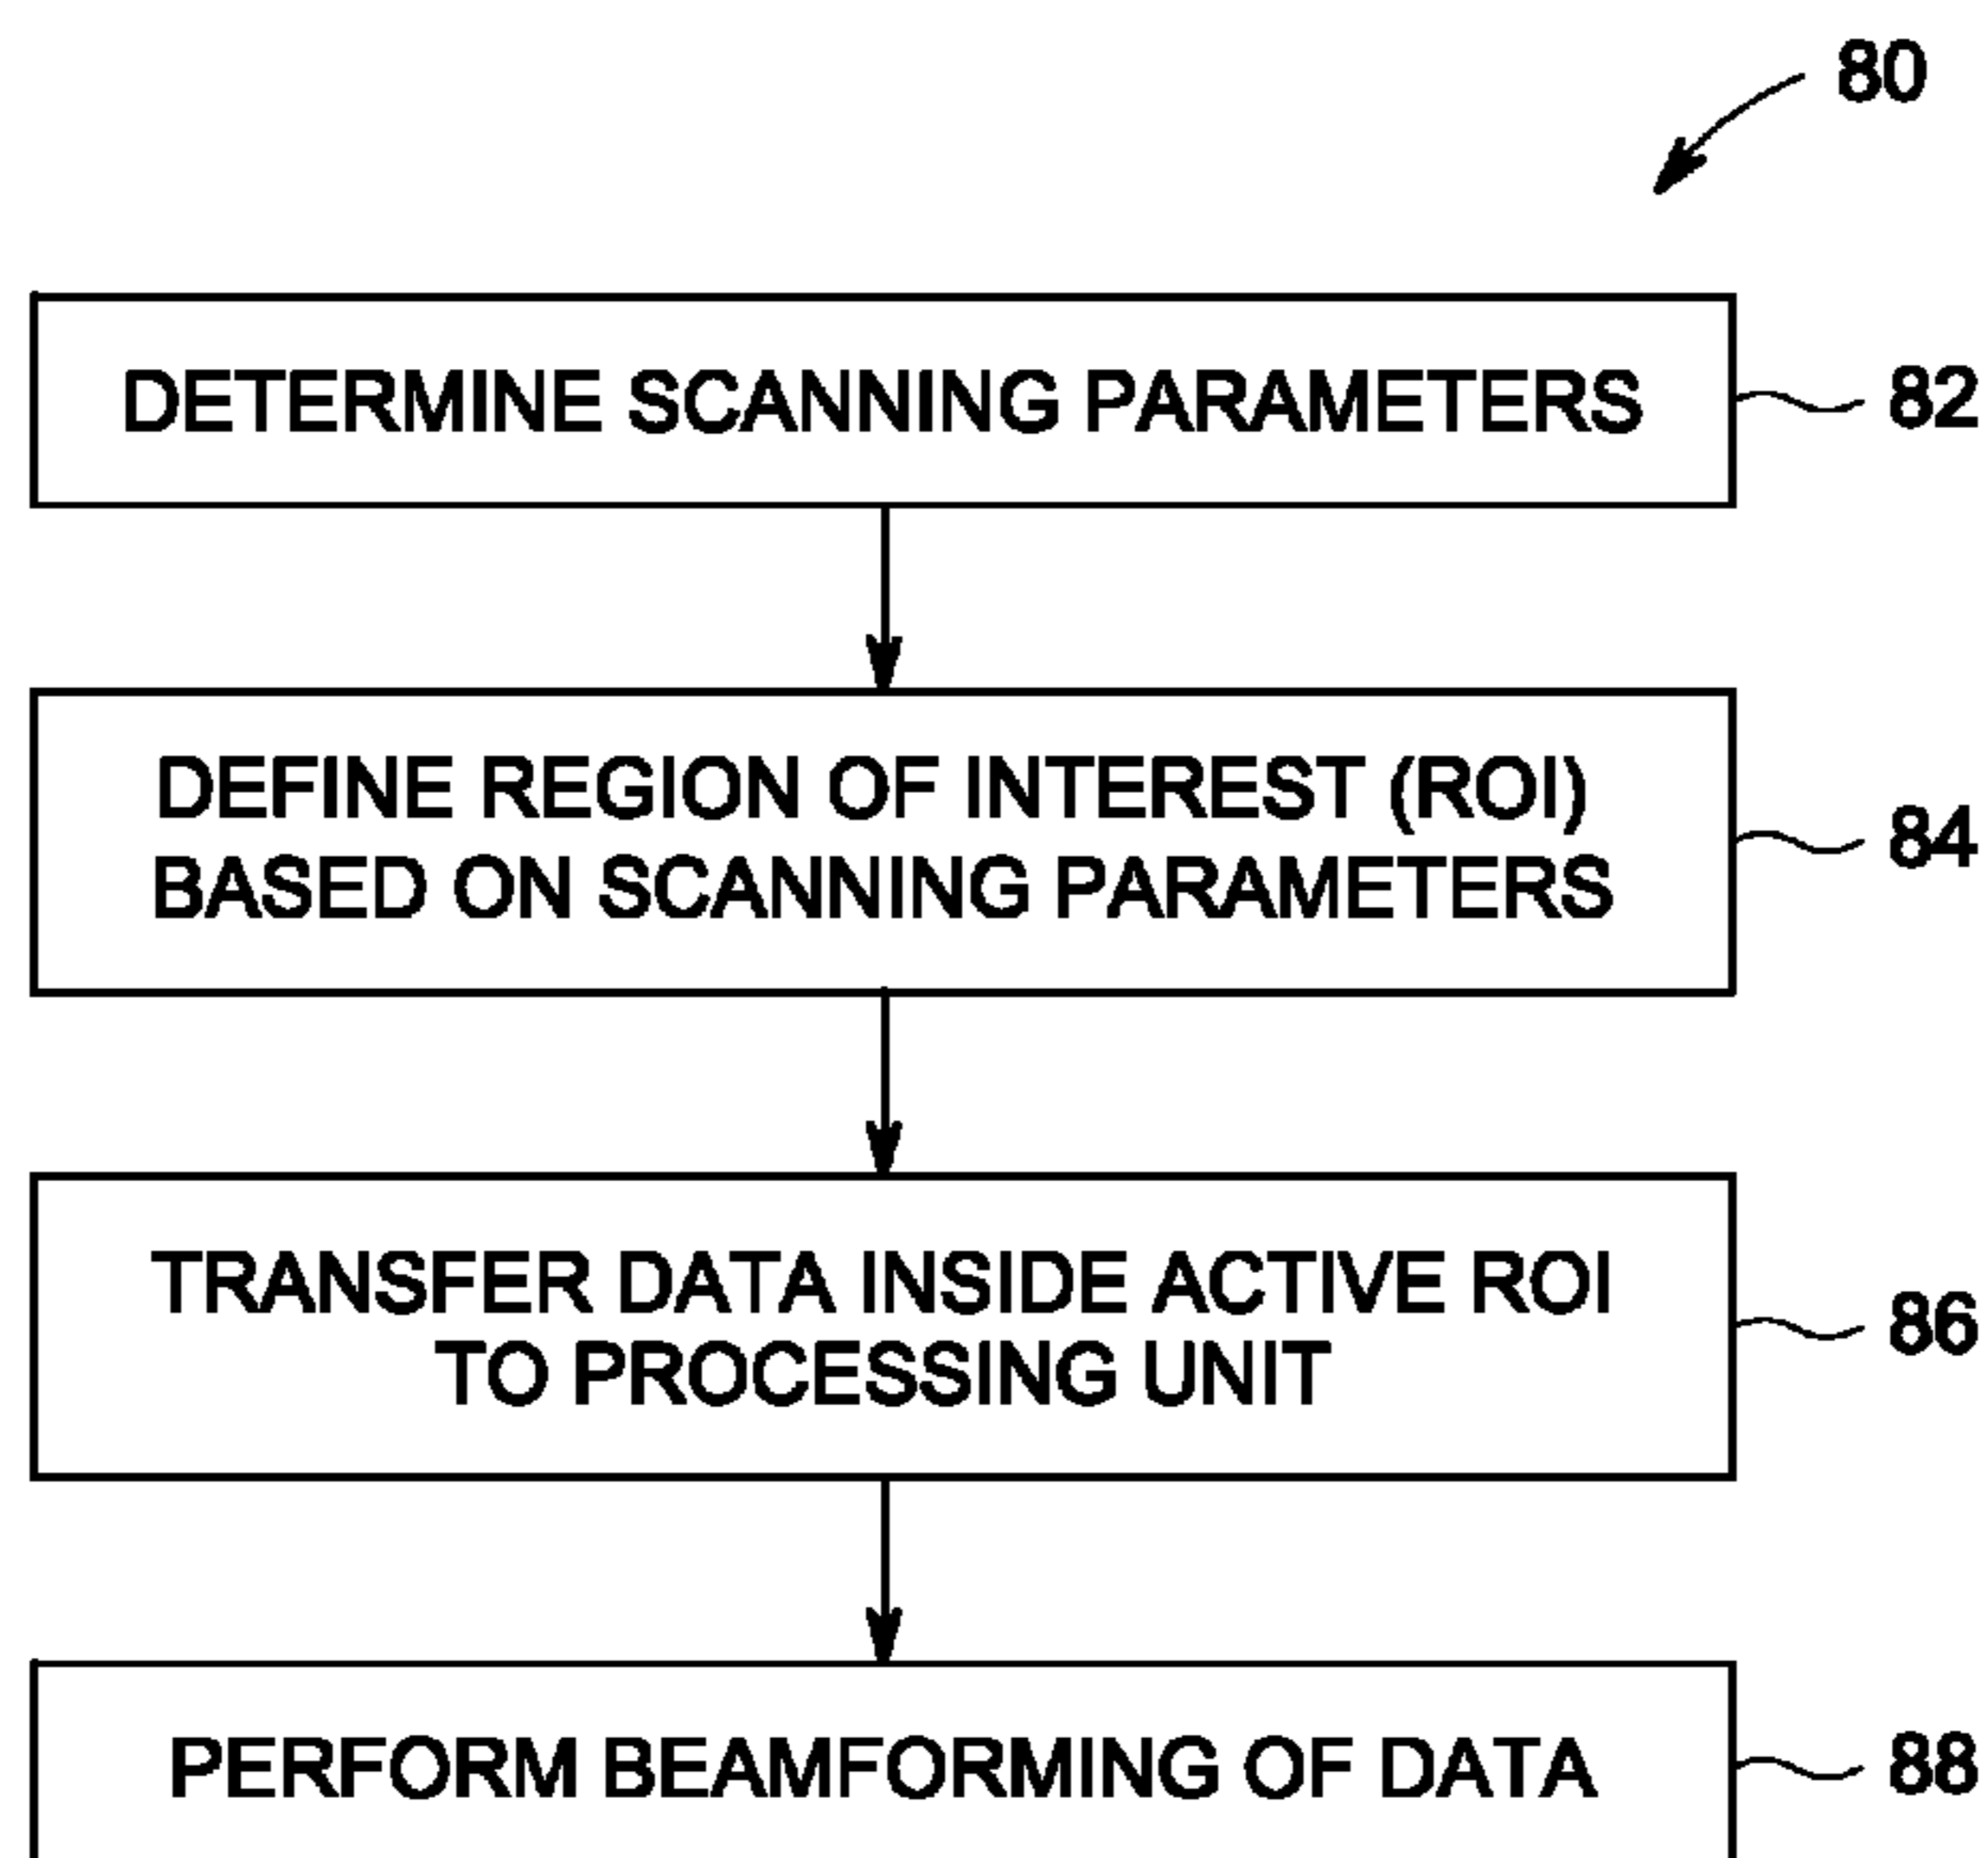 80
DETERMINE SCANNING PARAMETERS
82
DEFINE REGION OF INTEREST (ROI)
BASED ON SCANNING PARAMETERS
84
TRANSFER DATA INSIDE ACTIVE ROI
TO PROCESSING UNIT
86
PERFORM BEAMFORMING OF DATA
88